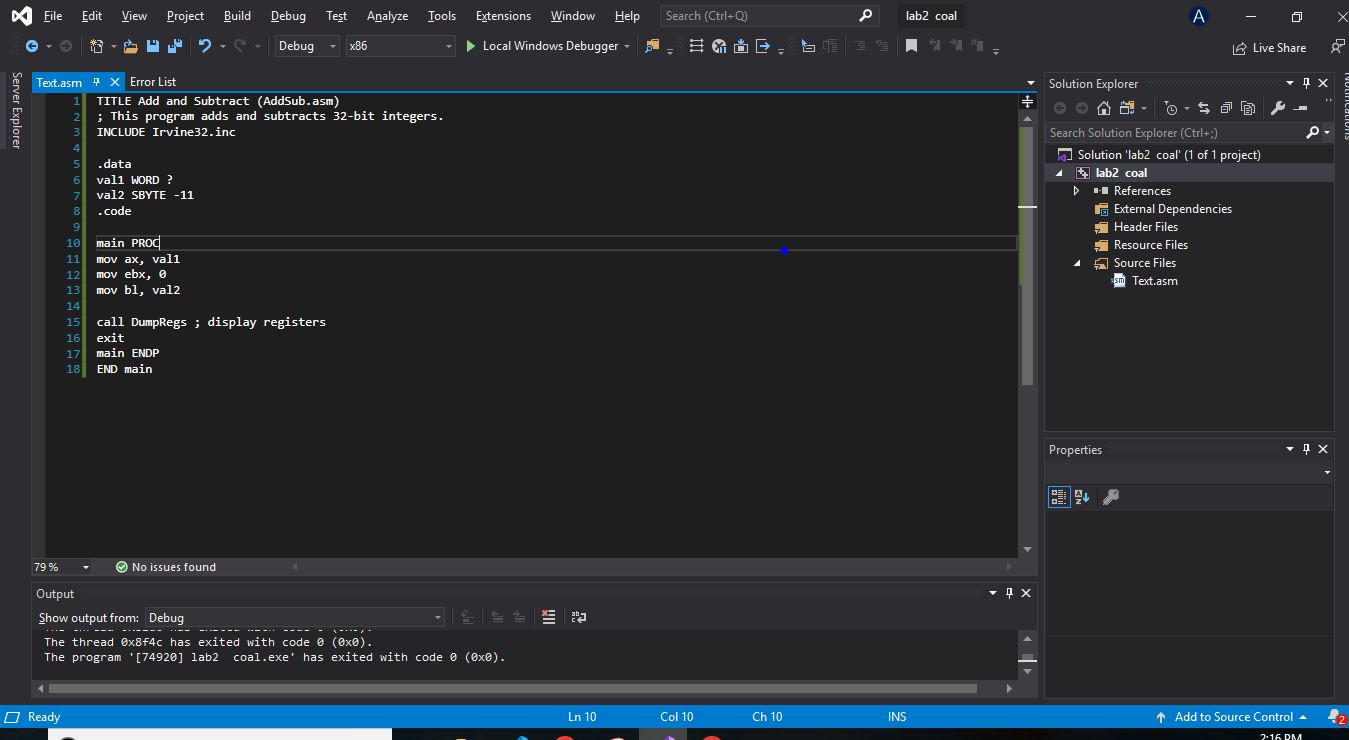 File Edit View Project Build Debug Test Analyze Tools Extensions Window Help Search (Ctrl+Q) lab2 coal A
Debug x86 Local Windows Debugger Live Share
Server Explorer
Text.asm Error List
1 TITLE Add and Subtract (AddSub.asm)
2 ; This program adds and subtracts 32-bit integers.
3 INCLUDE Irvine32.inc
4
5 .data
6 val1 WORD ?
7 val2 SBYTE -11
8 .code
9
10 main PROC
11 mov ax, val1
12 mov ebx, 0
13 mov bl, val2
14
15 call DumpRegs ; display registers
16 exit
17 main ENDP
18 END main
79 % No issues found
Output
Show output from: Debug
The thread 0x8f4c has exited with code 0 (0x0).
The program '[74920] lab2 coal.exe' has exited with code 0 (0x0).
Solution Explorer
Search Solution Explorer (Ctrl+;)
Solution 'lab2 coal' (1 of 1 project)
lab2 coal
References
External Dependencies
Header Files
Resource Files
Source Files
Text.asm
Properties
Notifications
Ready Ln 10 Col 10 Ch 10 INS Add to Source Control 2
2:16 PM